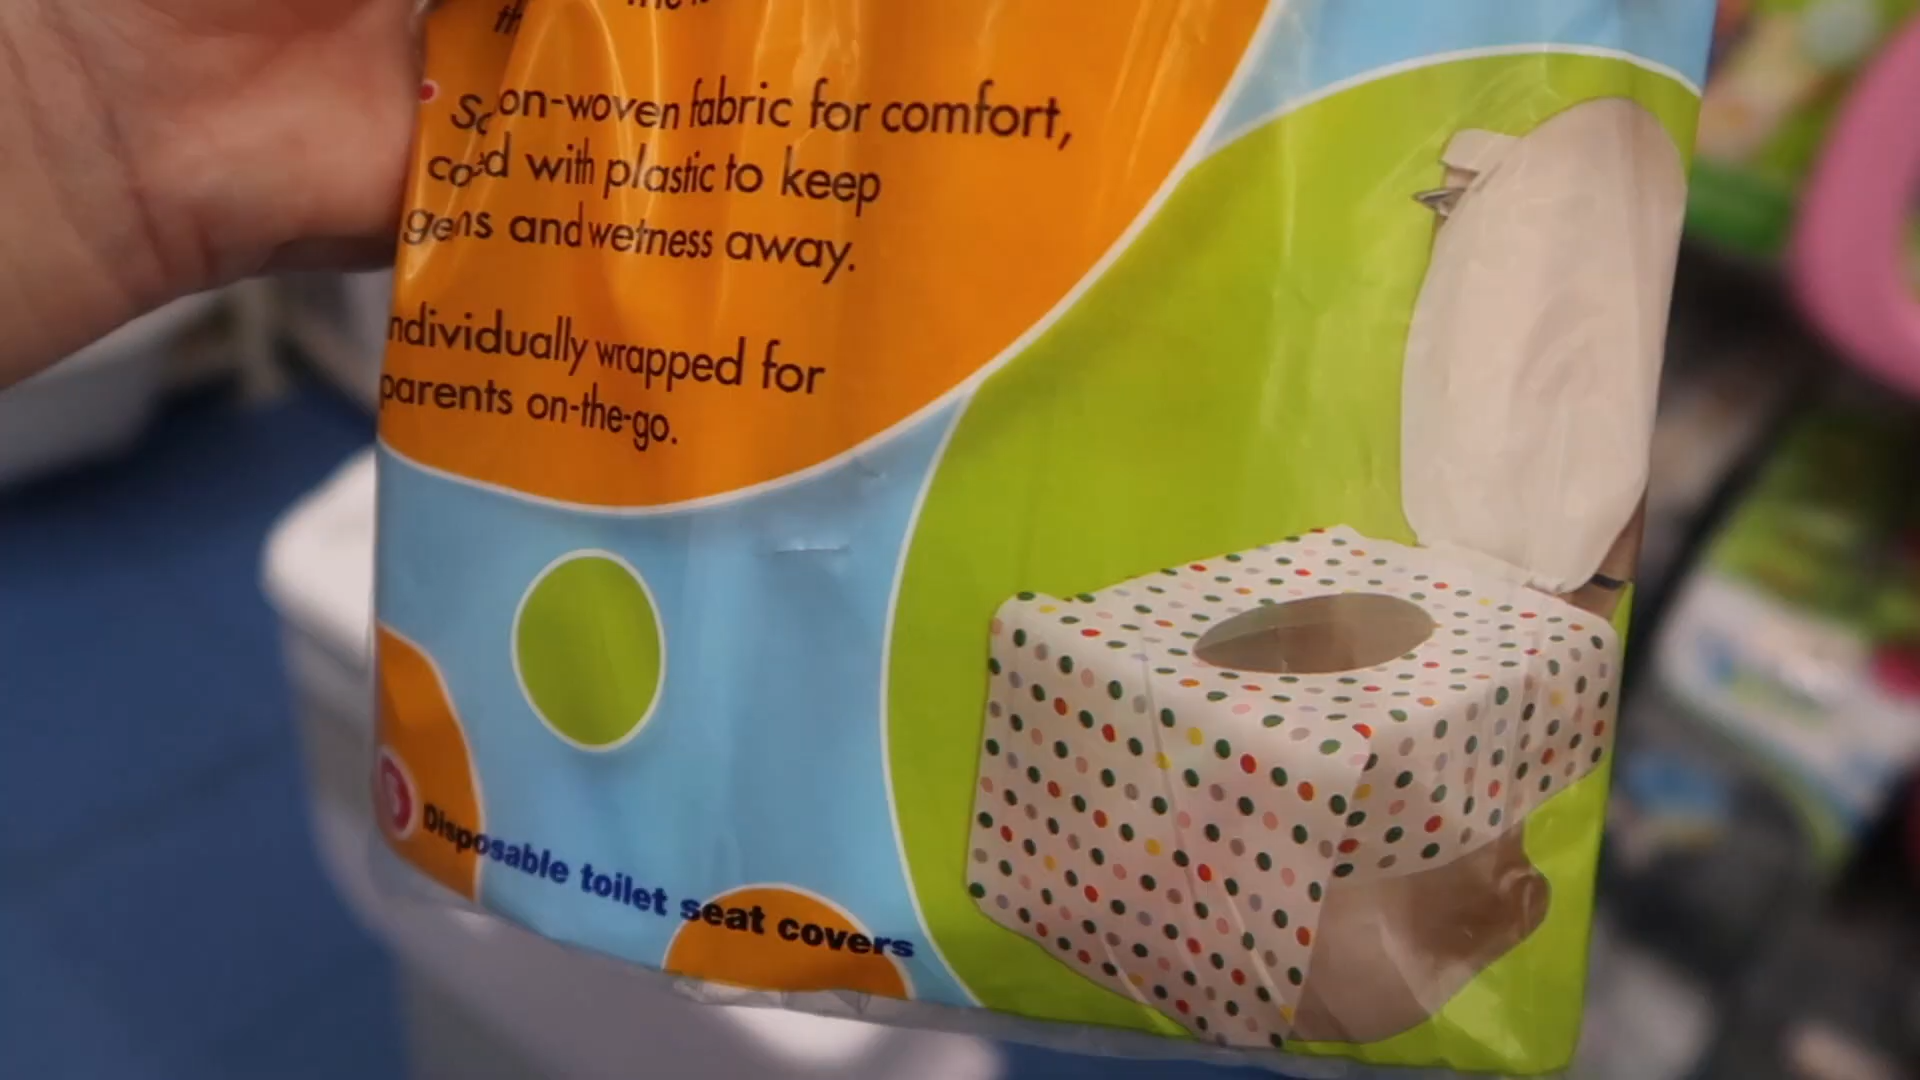 th
on-woven fabric for comfort,
with plastic to keep
and wetness away.
ndividually wrapped for
parents on-the-go.
Disposable toilet seat covers